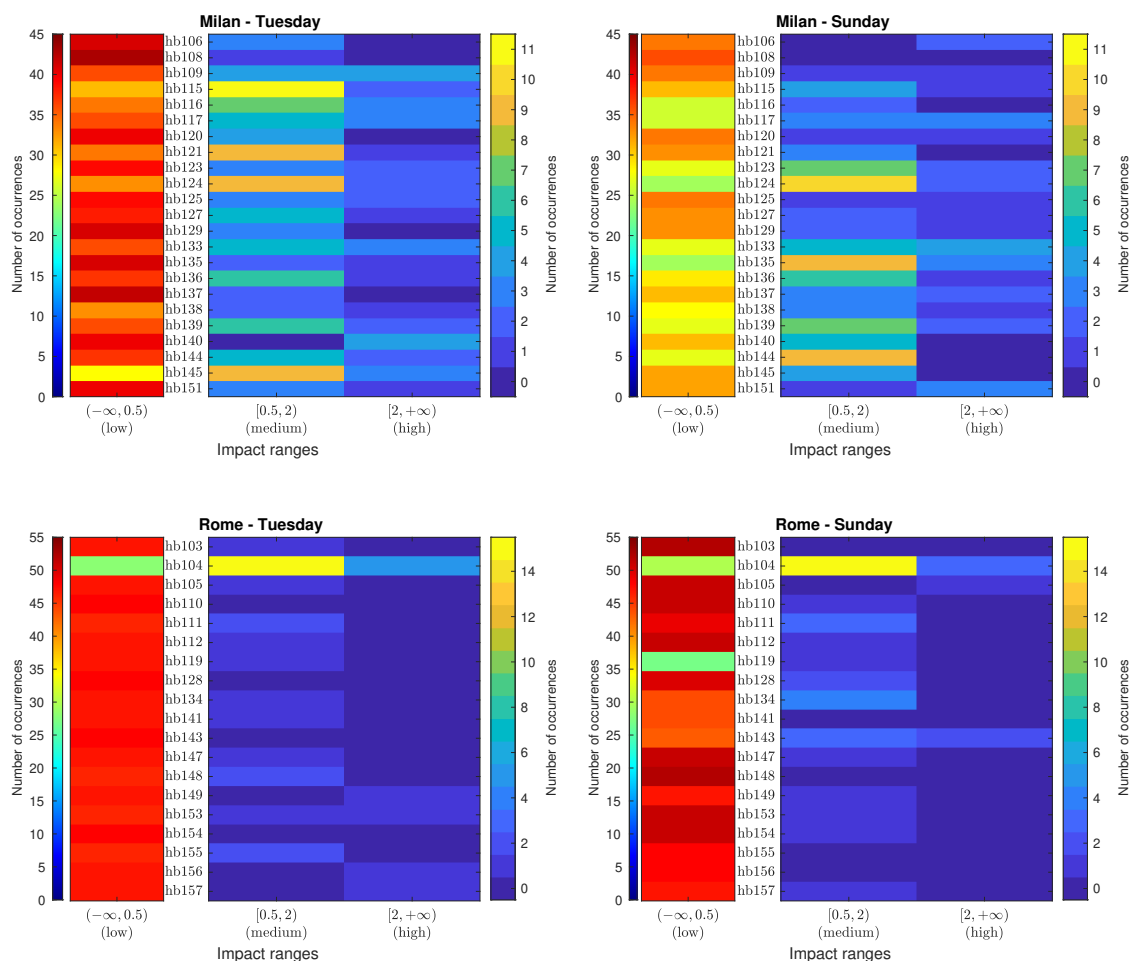 Milan - Tuesday
Number of occurrences
45
40
35
30
25
20
15
10
5
0
hb106
hb108
hb109
hb115
hb116
hb117
hb120
hb121
hb123
hb124
hb125
hb127
hb129
hb133
hb135
hb136
hb137
hb138
hb139
hb140
hb144
hb145
hb151
11
10
9
8
7
6
5
4
3
2
1
0
Number of occurrences
(−∞, 0.5) [0.5, 2) [2, +∞)
(low) (medium) (high)
Impact ranges
Milan - Sunday
Number of occurrences
45
40
35
30
25
20
15
10
5
0
hb106
hb108
hb109
hb115
hb116
hb117
hb120
hb121
hb123
hb124
hb125
hb127
hb129
hb133
hb135
hb136
hb137
hb138
hb139
hb140
hb144
hb145
hb151
11
10
9
8
7
6
5
4
3
2
1
0
Number of occurrences
(−∞, 0.5) [0.5, 2) [2, +∞)
(low) (medium) (high)
Impact ranges
Rome - Tuesday
Number of occurrences
55
50
45
40
35
30
25
20
15
10
5
0
hb103
hb104
hb105
hb110
hb111
hb112
hb119
hb128
hb134
hb141
hb143
hb147
hb148
hb149
hb153
hb154
hb155
hb156
hb157
14
12
10
8
6
4
2
0
Number of occurrences
(−∞, 0.5) [0.5, 2) [2, +∞)
(low) (medium) (high)
Impact ranges
Rome - Sunday
Number of occurrences
55
50
45
40
35
30
25
20
15
10
5
0
hb103
hb104
hb105
hb110
hb111
hb112
hb119
hb128
hb134
hb141
hb143
hb147
hb148
hb149
hb153
hb154
hb155
hb156
hb157
14
12
10
8
6
4
2
0
Number of occurrences
(−∞, 0.5) [0.5, 2) [2, +∞)
(low) (medium) (high)
Impact ranges